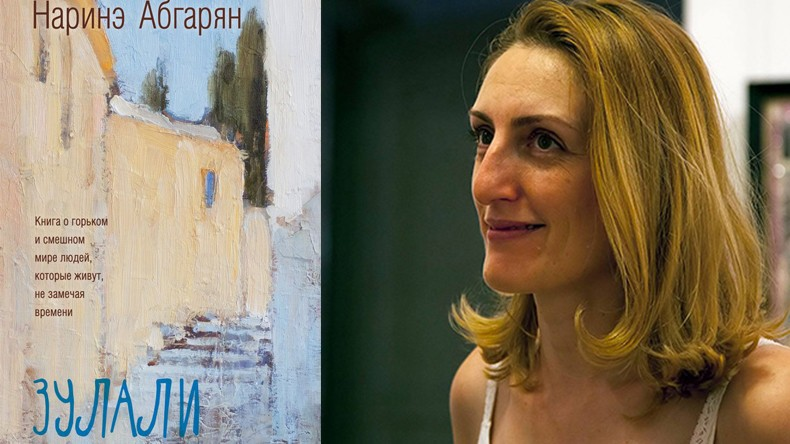 Наринэ Абгарян
Книга о горьком
и смешном
мире людей,
которые живут,
не замечая
времени
ЗУЛАЛИ